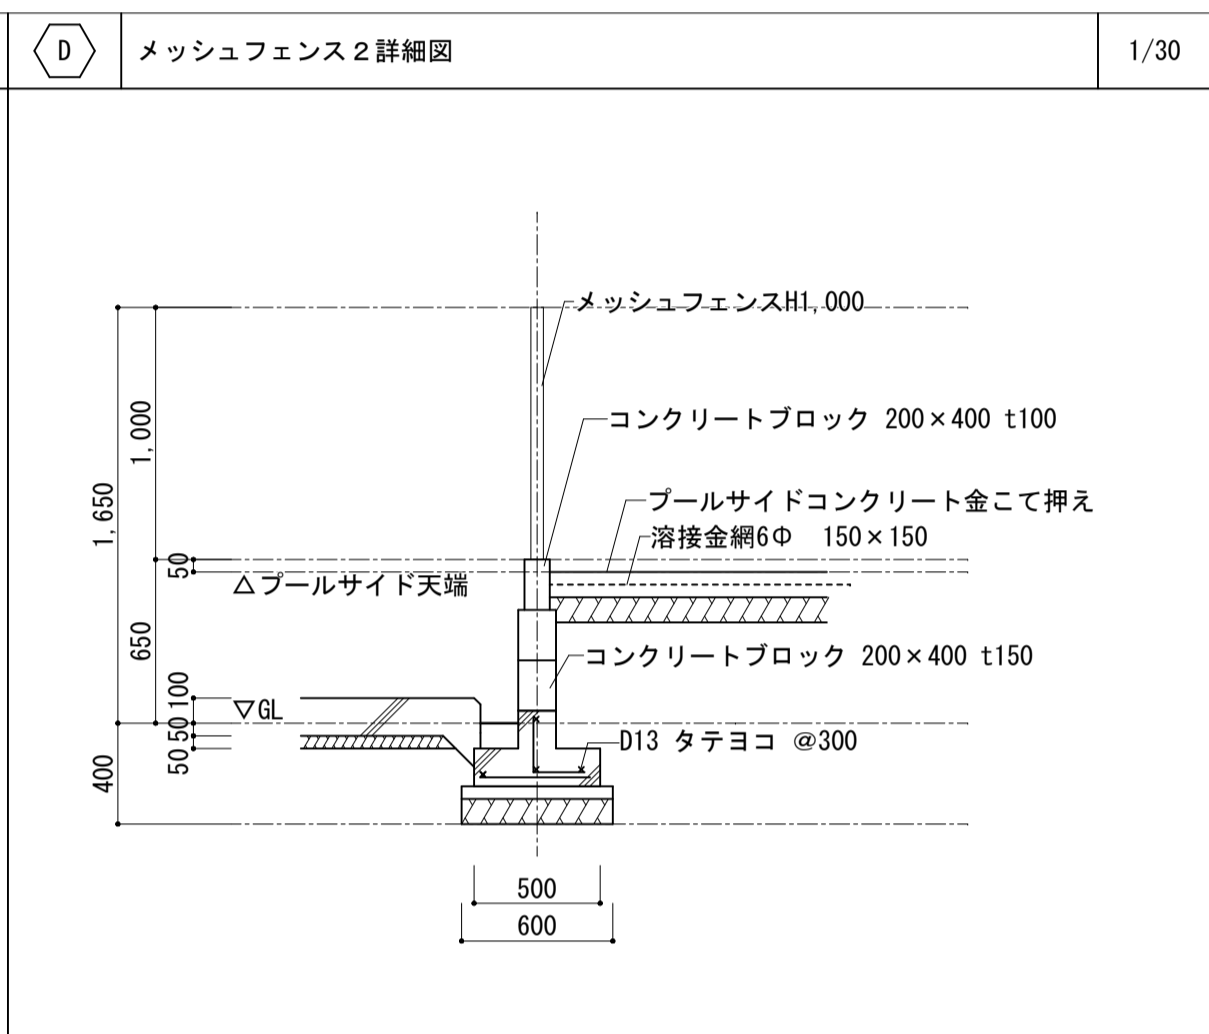 D メッシュフェンス2詳細図 1/30
メッシュフェンスH1,000
コンクリートブロック 200×400 t100
プールサイドコンクリート金こて押え
溶接金網6Φ 150×150
△プールサイド天端
コンクリートブロック 200×400 t150
▽GL
D13 タテヨコ @300
1,650
1,000
50
650
100
50
50
400
500
600